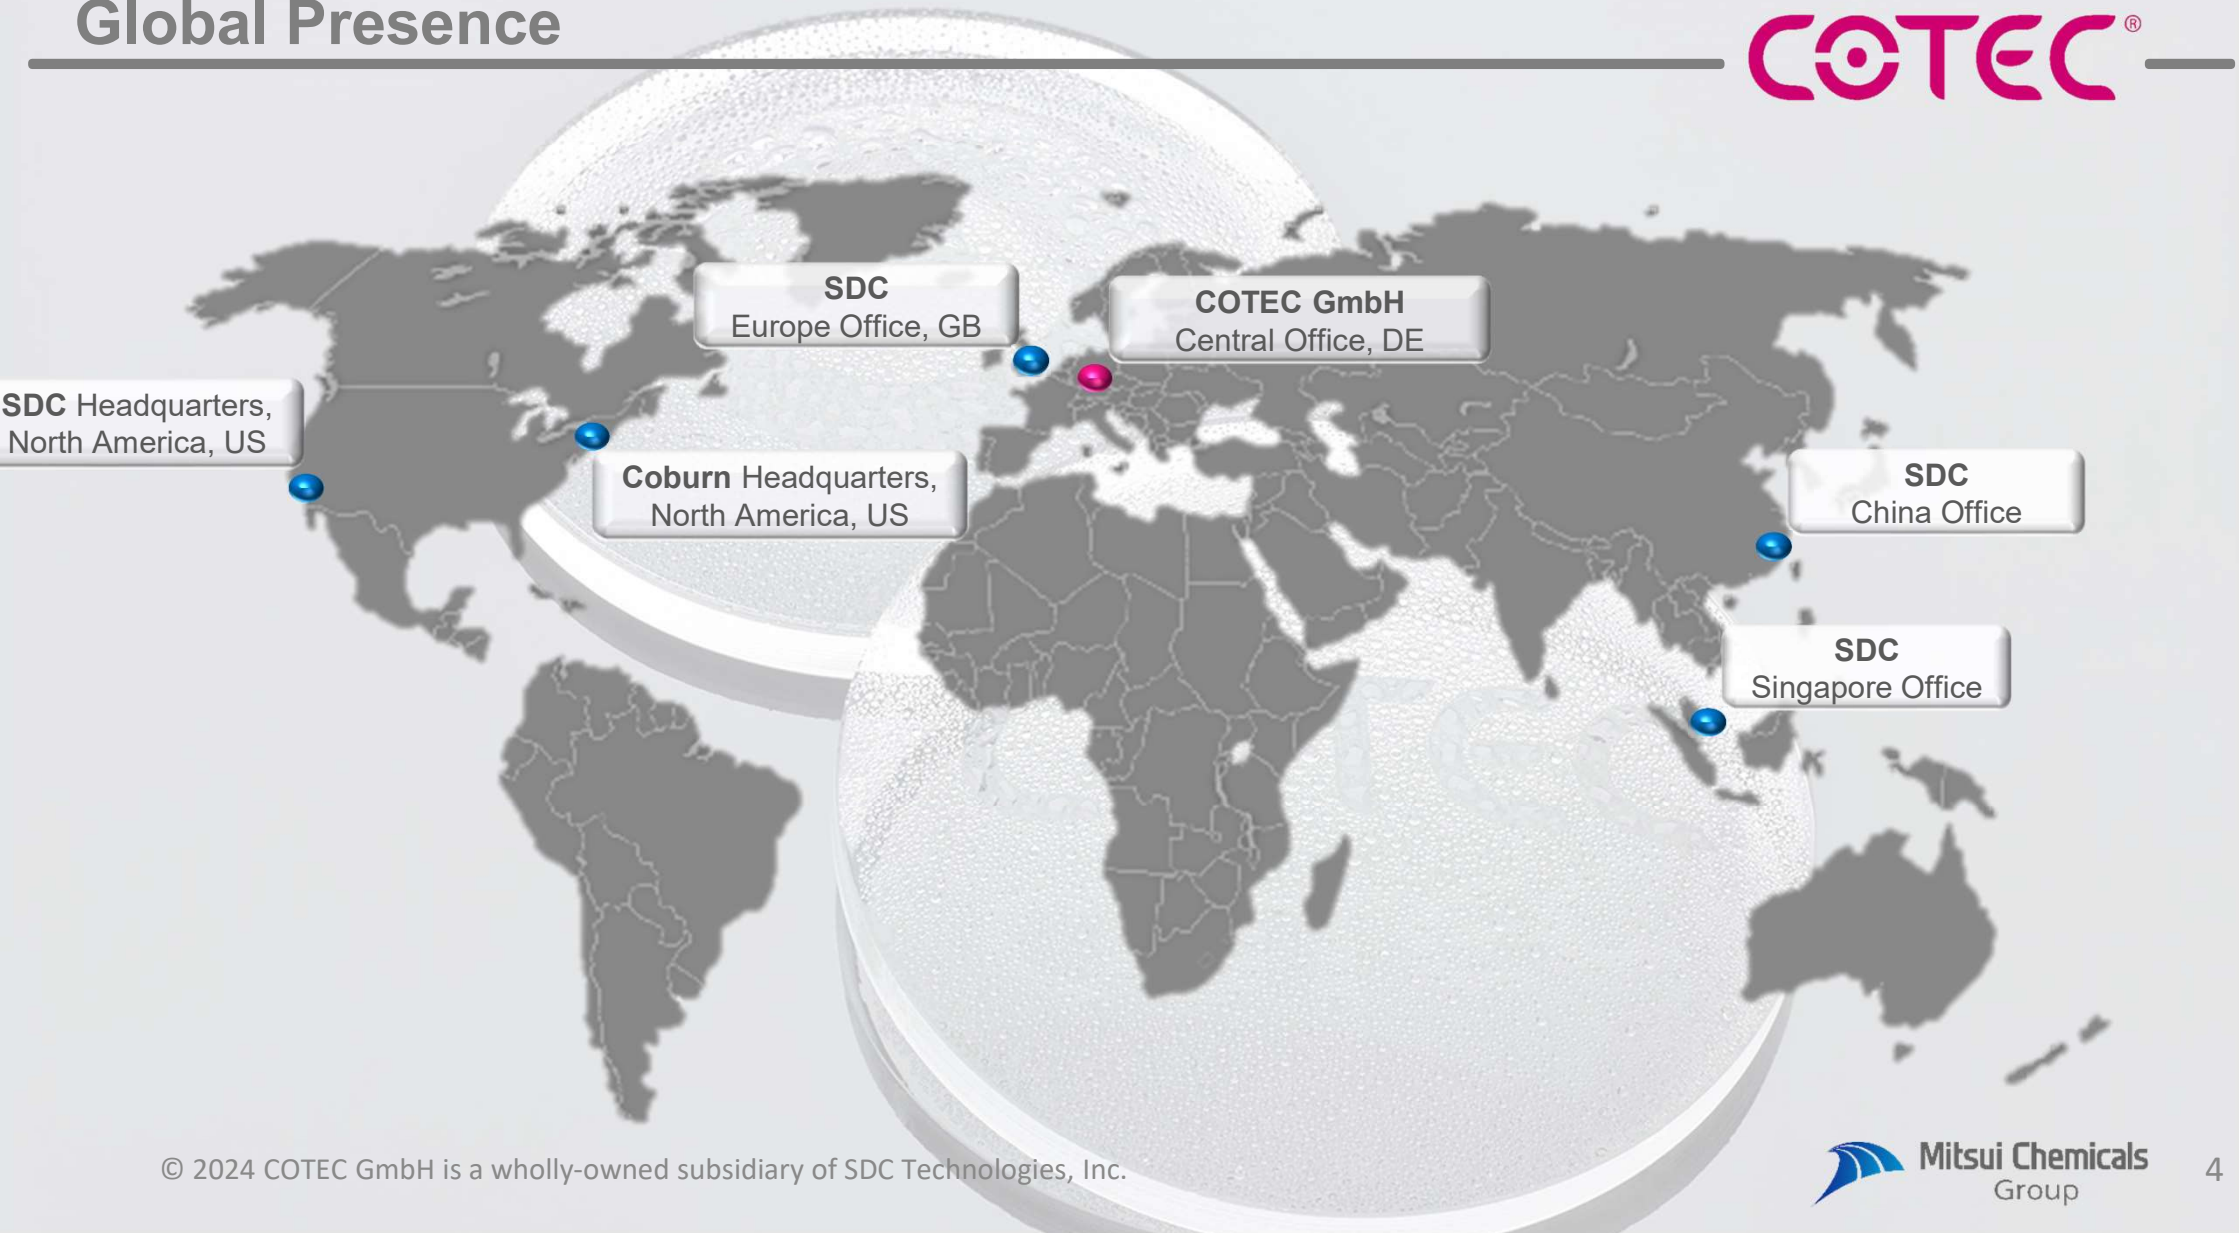 Global Presence
COTEC®
SDC
Europe Office, GB
COTEC GmbH
Central Office, DE
SDC Headquarters,
North America, US
Coburn Headquarters,
North America, US
SDC
China Office
SDC
Singapore Office
© 2024 COTEC GmbH is a wholly-owned subsidiary of SDC Technologies, Inc.
Mitsui Chemicals
Group
4